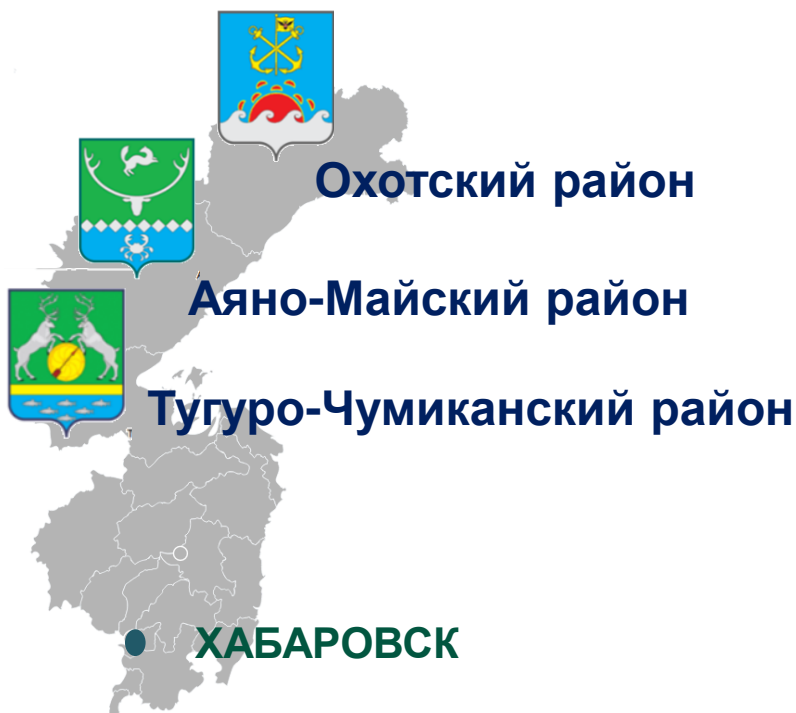 Охотский район
Аяно-Майский район
Тугуро-Чумиканский район
ХАБАРОВСК